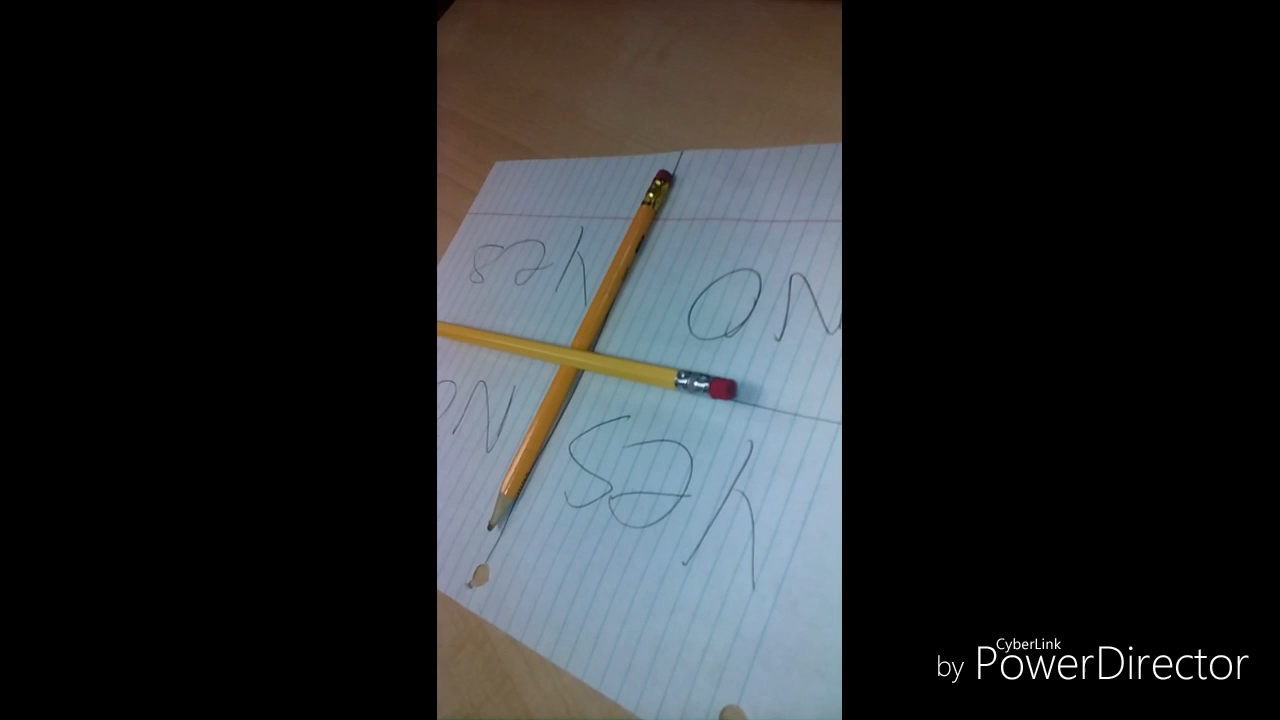 yes
NO
NO
yes
CyberLink
by PowerDirector